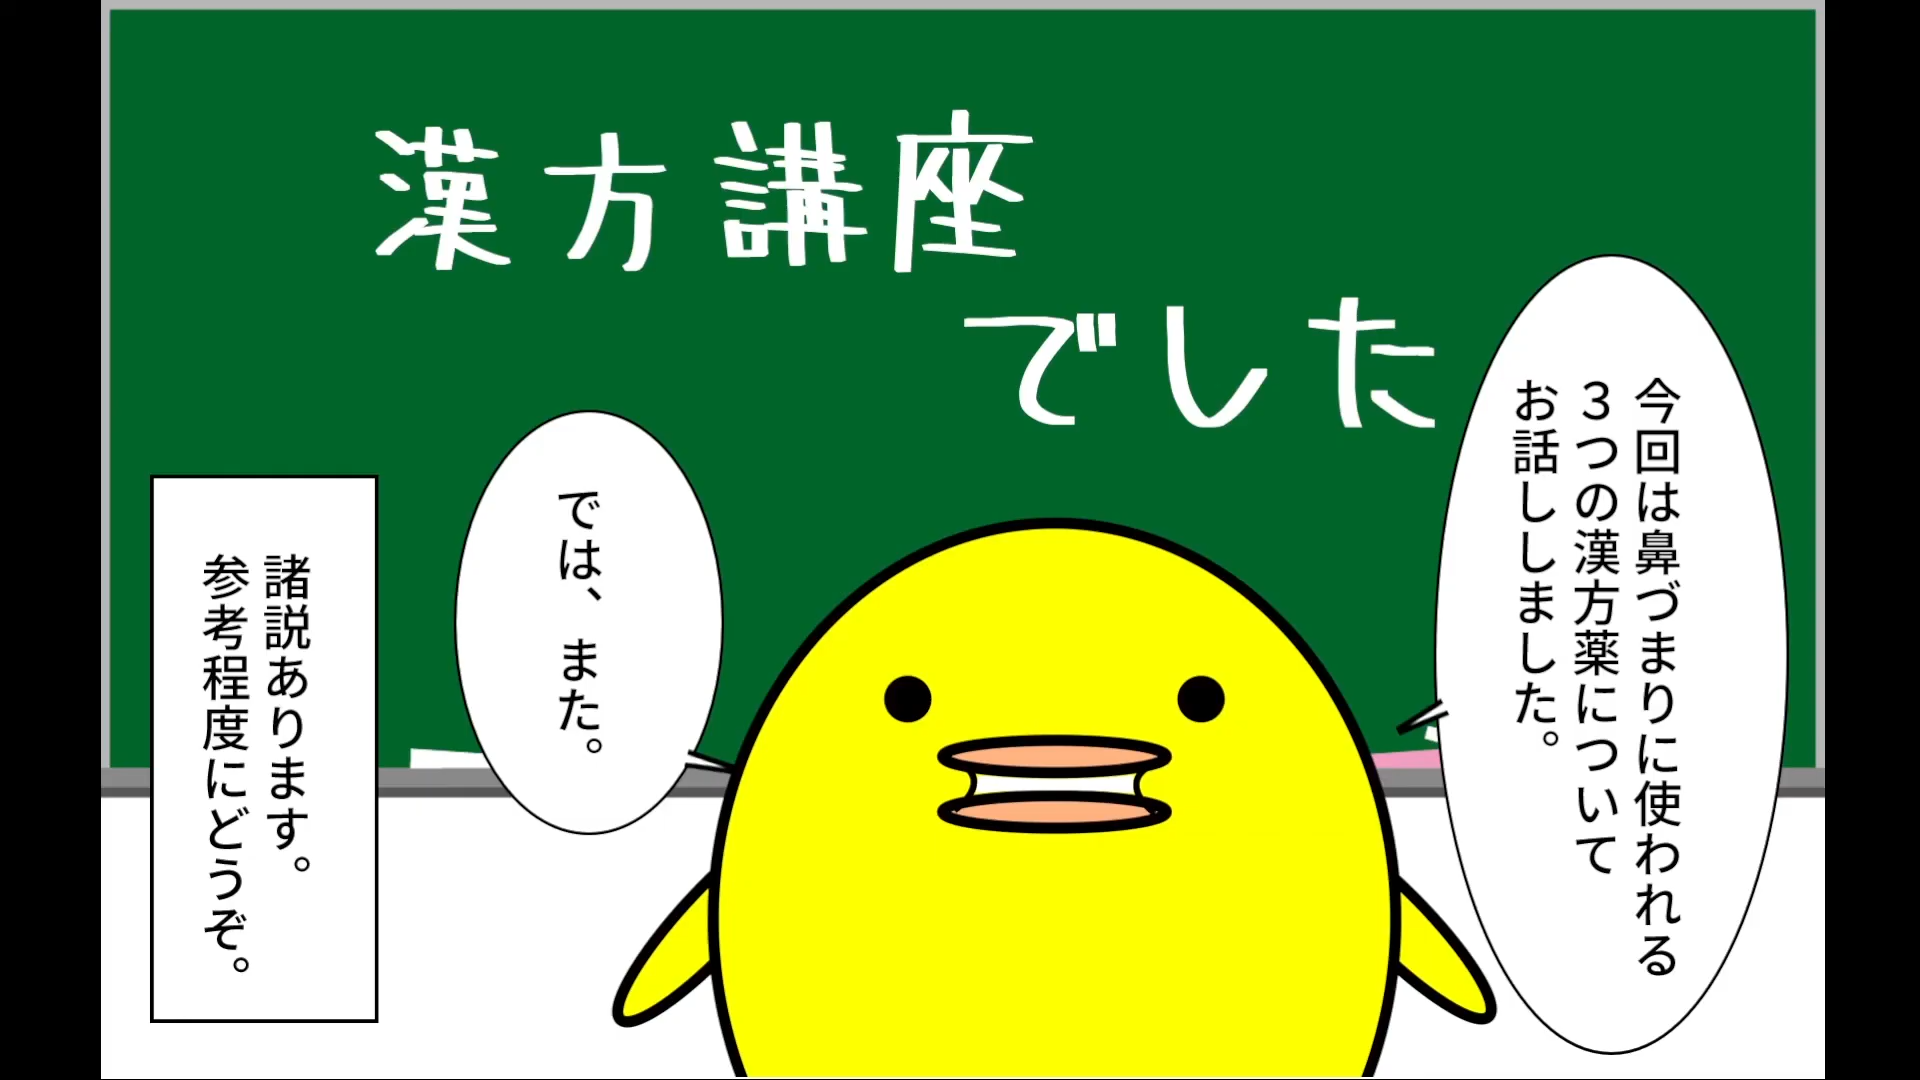 漢方講座
でした
今回は鼻づまりに使われる
３つの漢方薬について
お話ししました。
では、また。
諸説あります。
参考程度にどうぞ。